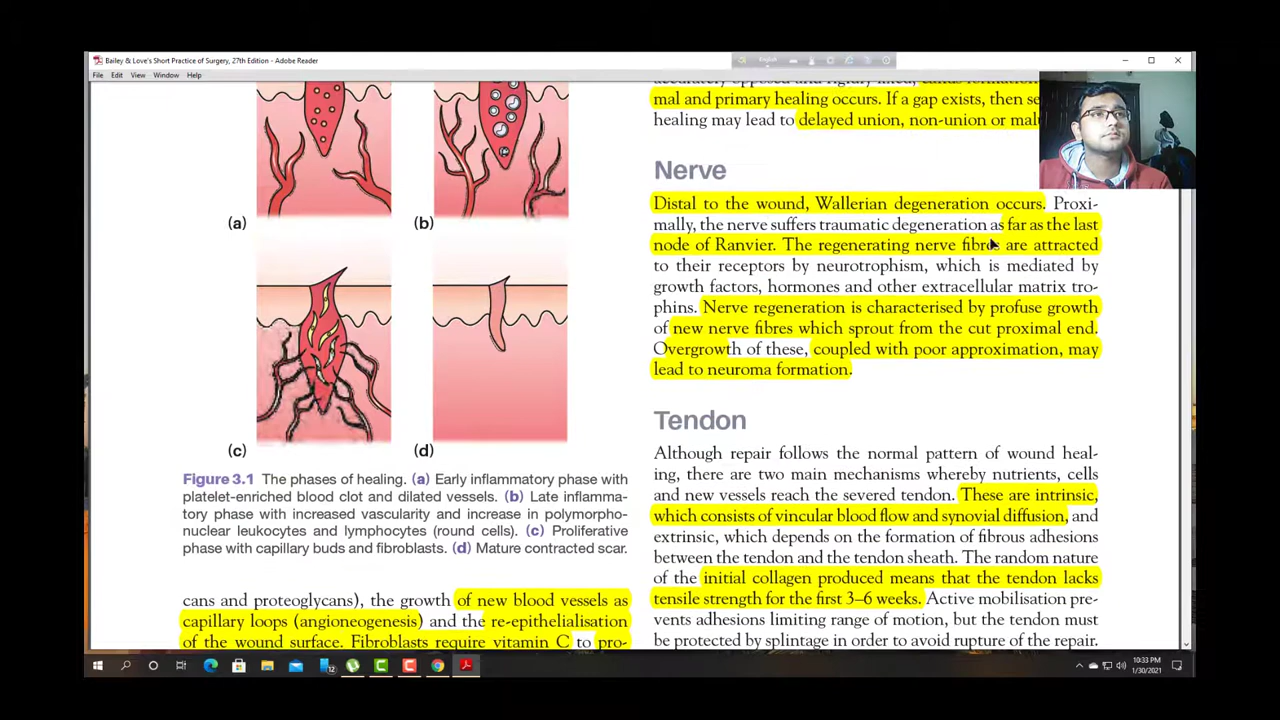 Bailey & Love's Short Practice of Surgery, 27th Edition - Adobe Reader
File Edit View Window Help
English
(a)
(b)
(c)
(d)
Figure 3.1 The phases of healing. (a) Early inflammatory phase with
platelet-enriched blood clot and dilated vessels. (b) Late inflamma-
tory phase with increased vascularity and increase in polymorpho-
nuclear leukocytes and lymphocytes (round cells). (c) Proliferative
phase with capillary buds and fibroblasts. (d) Mature contracted scar.
cans and proteoglycans), the growth of new blood vessels as
capillary loops (angioneogenesis) and the re-epithelialisation
of the wound surface. Fibroblasts require vitamin C to pro-
mal and primary healing occurs. If a gap exists, then
healing may lead to delayed union, non-union or
Nerve
Distal to the wound, Wallerian degeneration occurs. Proxi-
mally, the nerve suffers traumatic degeneration as far as the last
node of Ranvier. The regenerating nerve fibres are attracted
to their receptors by neurotrophism, which is mediated by
growth factors, hormones and other extracellular matrix tro-
phins. Nerve regeneration is characterised by profuse growth
of new nerve fibres which sprout from the cut proximal end.
Overgrowth of these, coupled with poor approximation, may
lead to neuroma formation.
Tendon
Although repair follows the normal pattern of wound heal-
ing, there are two main mechanisms whereby nutrients, cells
and new vessels reach the severed tendon. These are intrinsic,
which consists of vincular blood flow and synovial diffusion, and
extrinsic, which depends on the formation of fibrous adhesions
between the tendon and the tendon sheath. The random nature
of the initial collagen produced means that the tendon lacks
tensile strength for the first 3–6 weeks. Active mobilisation pre-
vents adhesions limiting range of motion, but the tendon must
be protected by splintage in order to avoid rupture of the repair.
12
10:33 PM
1/30/2021